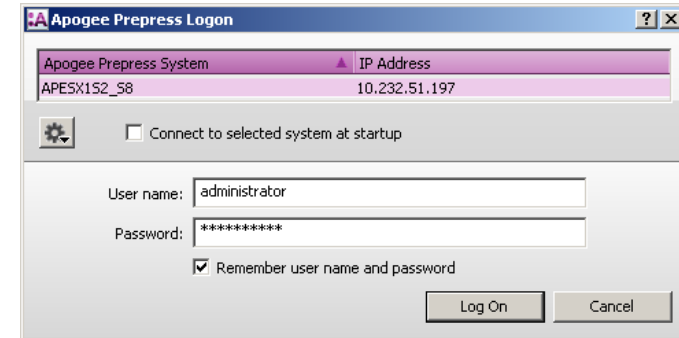 :A Apogee Prepress Logon ? X
Apogee Prepress System ▲ IP Address
APESX1S2_S8 10.232.51.197
Connect to selected system at startup
User name: administrator
Password: **********
Remember user name and password
Log On Cancel